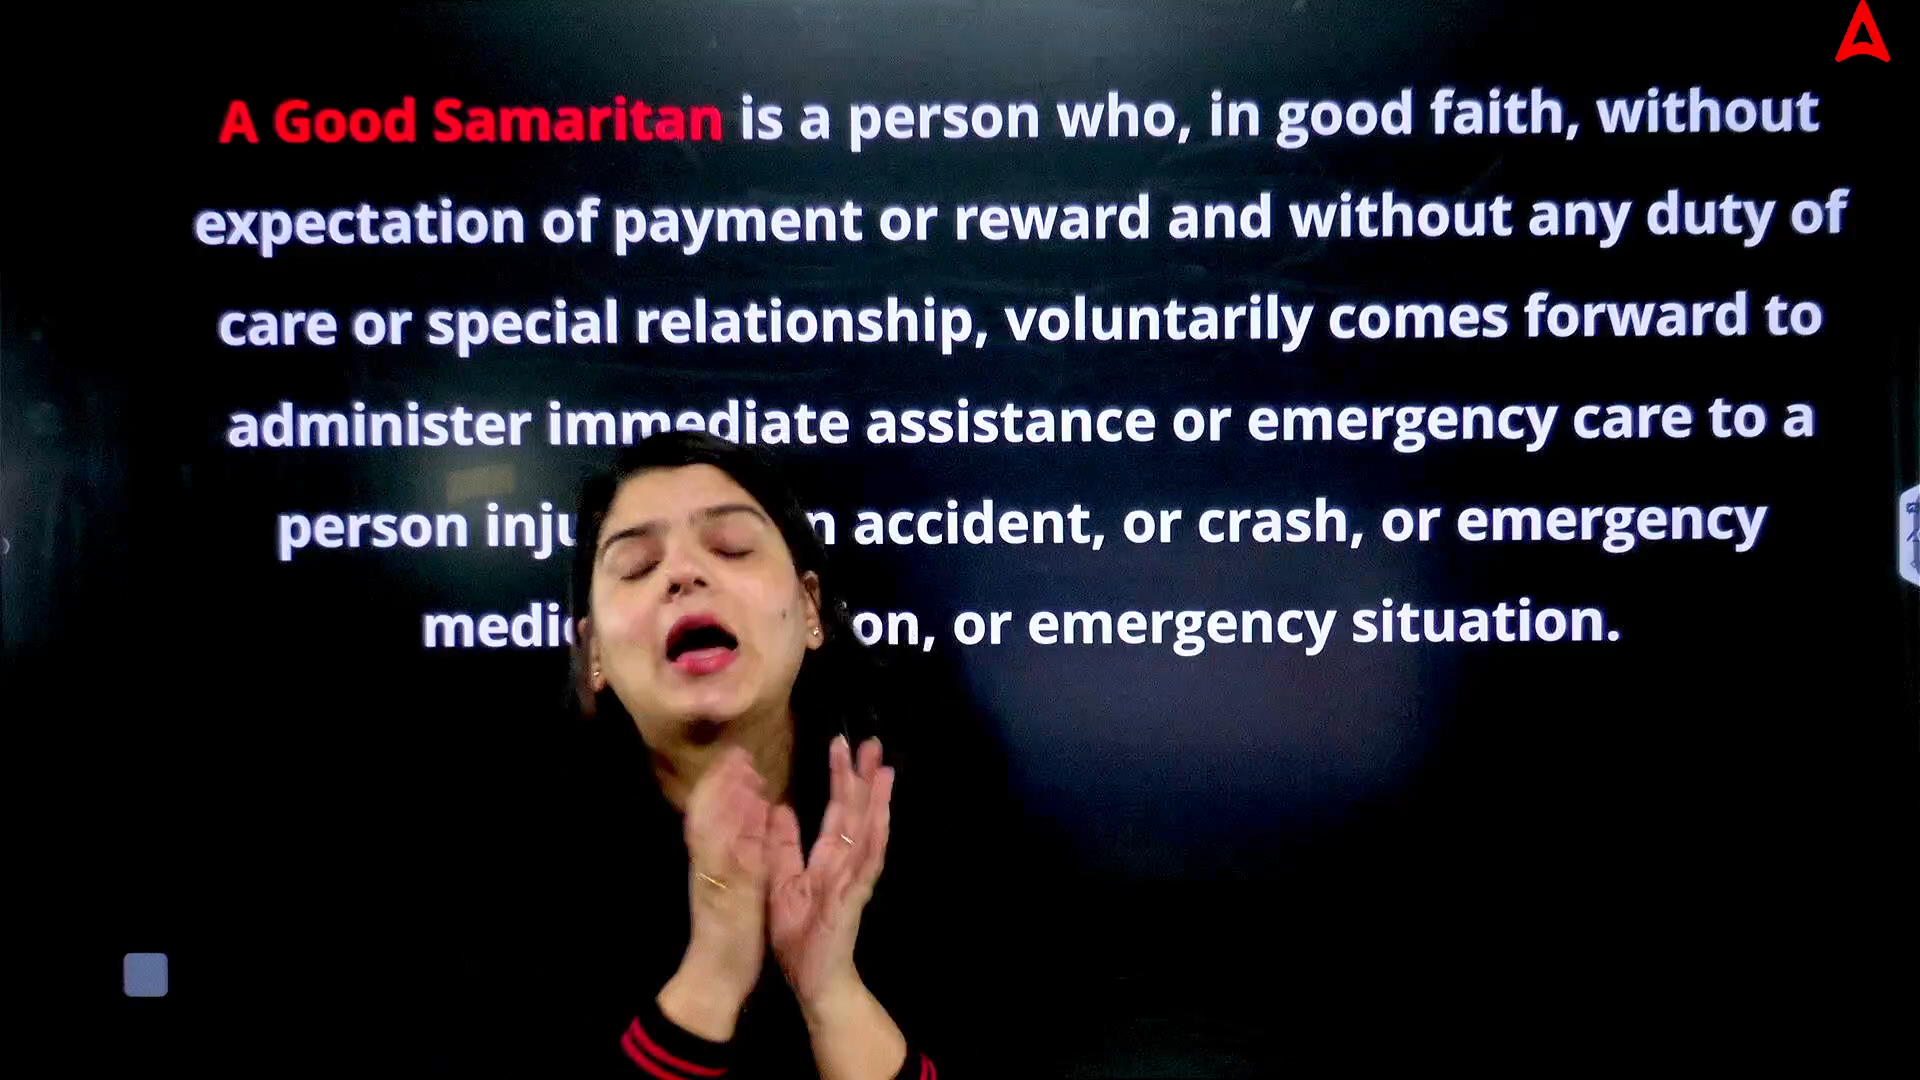 A Good Samaritan is a person who, in good faith, without
expectation of payment or reward and without any duty of
care or special relationship, voluntarily comes forward to
administer immediate assistance or emergency care to a
person accident, or crash, or emergency
or emergency situation.